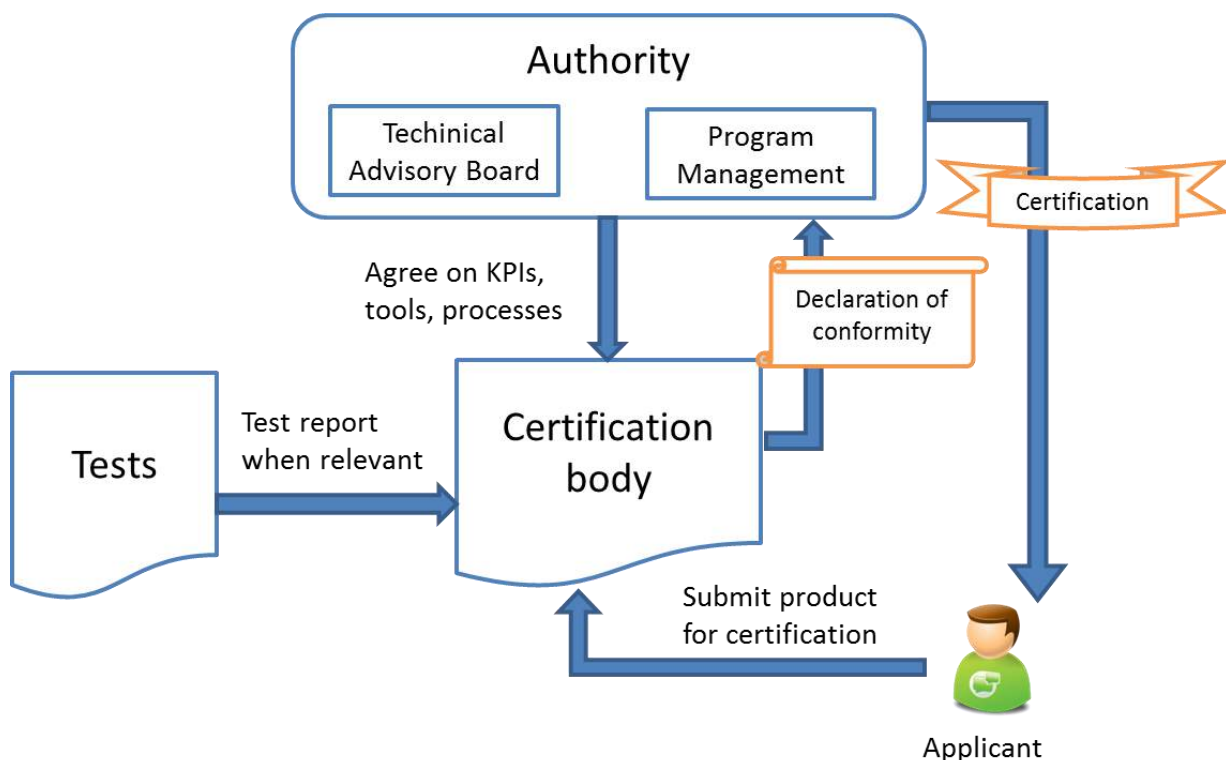 Authority
Techinical
Advisory Board
Program
Management
Certification
Agree on KPIs,
tools, processes
Declaration of
conformity
Test report
when relevant
Tests
Certification
body
Submit product
for certification
Applicant